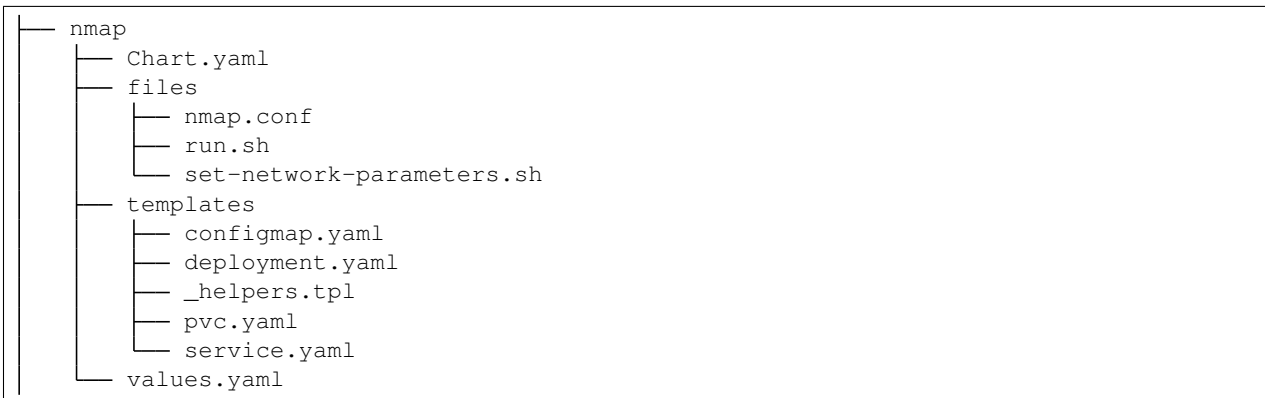 nmap
Chart.yaml
files
nmap.conf
run.sh
set-network-parameters.sh
templates
configmap.yaml
deployment.yaml
_helpers.tpl
pvc.yaml
service.yaml
values.yaml